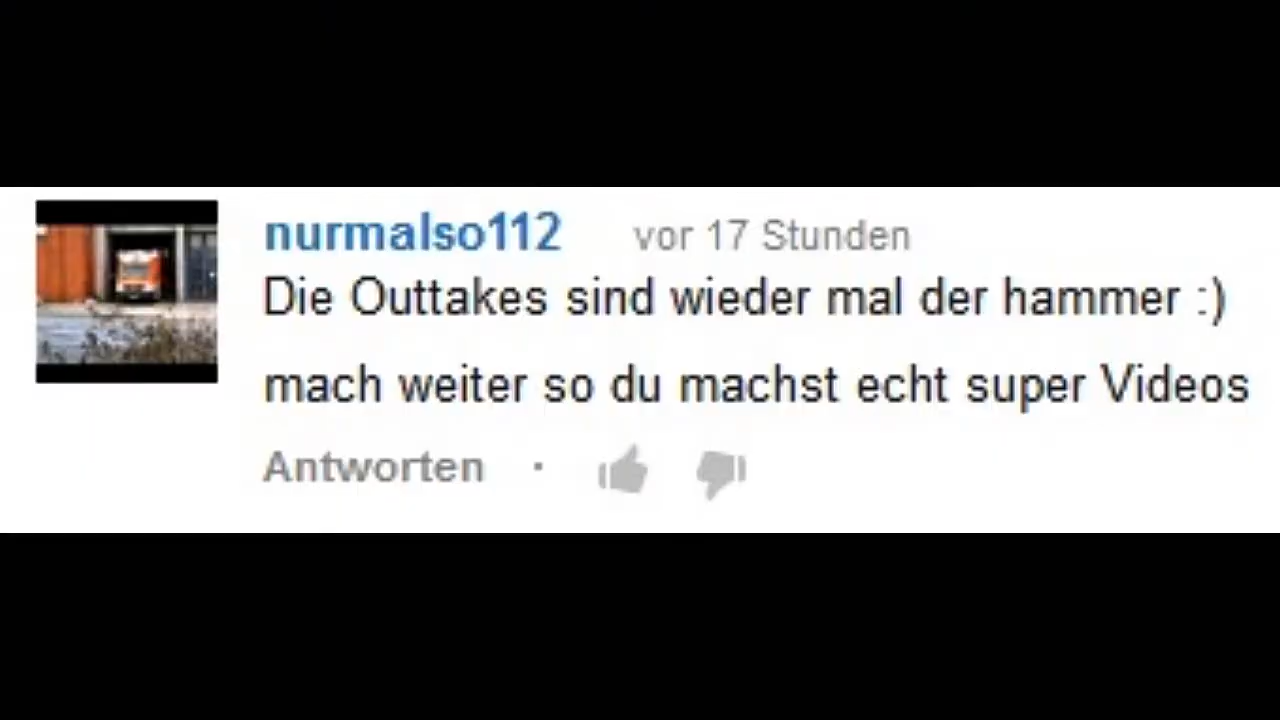 nurmalso112 vor 17 Stunden
Die Outtakes sind wieder mal der hammer :)
mach weiter so du machst echt super Videos
Antworten ·